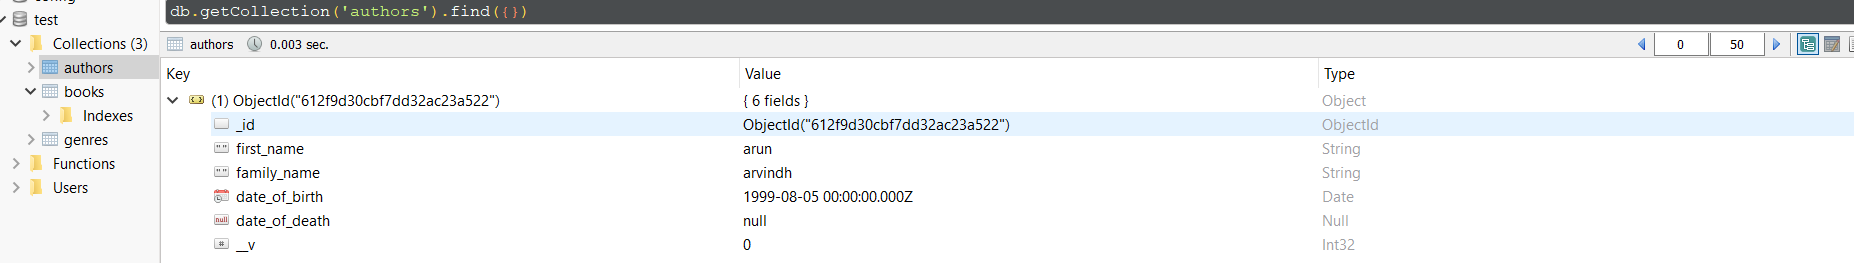 config
db.getCollection('authors').find({})
test
Collections (3)
authors 0.003 sec. 0 50
authors
Key Value Type
books
(1) ObjectId("612f9d30cbf7dd32ac23a522") { 6 fields } Object
Indexes
_id ObjectId("612f9d30cbf7dd32ac23a522") ObjectId
genres
first_name arun String
Functions
family_name arvindh String
Users
date_of_birth 1999-08-05 00:00:00.000Z Date
date_of_death null Null
__v 0 Int32